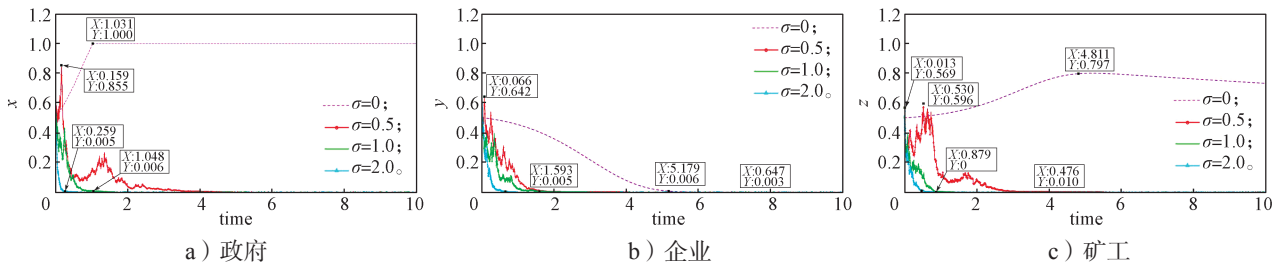 1.2
1.0
0.8
0.6
0.4
0.2
x
X:1.031
Y:1.000
X:0.159
Y:0.855
X:0.259
Y:0.005
X:1.048
Y:0.006
σ=0；
σ=0.5；
σ=1.0；
σ=2.0。
0 2 4 6 8 10
time
a）政府
1.2
1.0
0.8
0.6
0.4
0.2
y
X:0.066
Y:0.642
X:1.593
Y:0.005
X:5.179
Y:0.006
X:0.647
Y:0.003
σ=0；
σ=0.5；
σ=1.0；
σ=2.0。
0 2 4 6 8 10
time
b）企业
1.2
1.0
0.8
0.6
0.4
0.2
z
X:0.013
Y:0.569
X:0.530
Y:0.596
X:4.811
Y:0.797
X:0.879
Y:0
X:0.476
Y:0.010
σ=0；
σ=0.5；
σ=1.0；
σ=2.0。
0 2 4 6 8 10
time
c）矿工